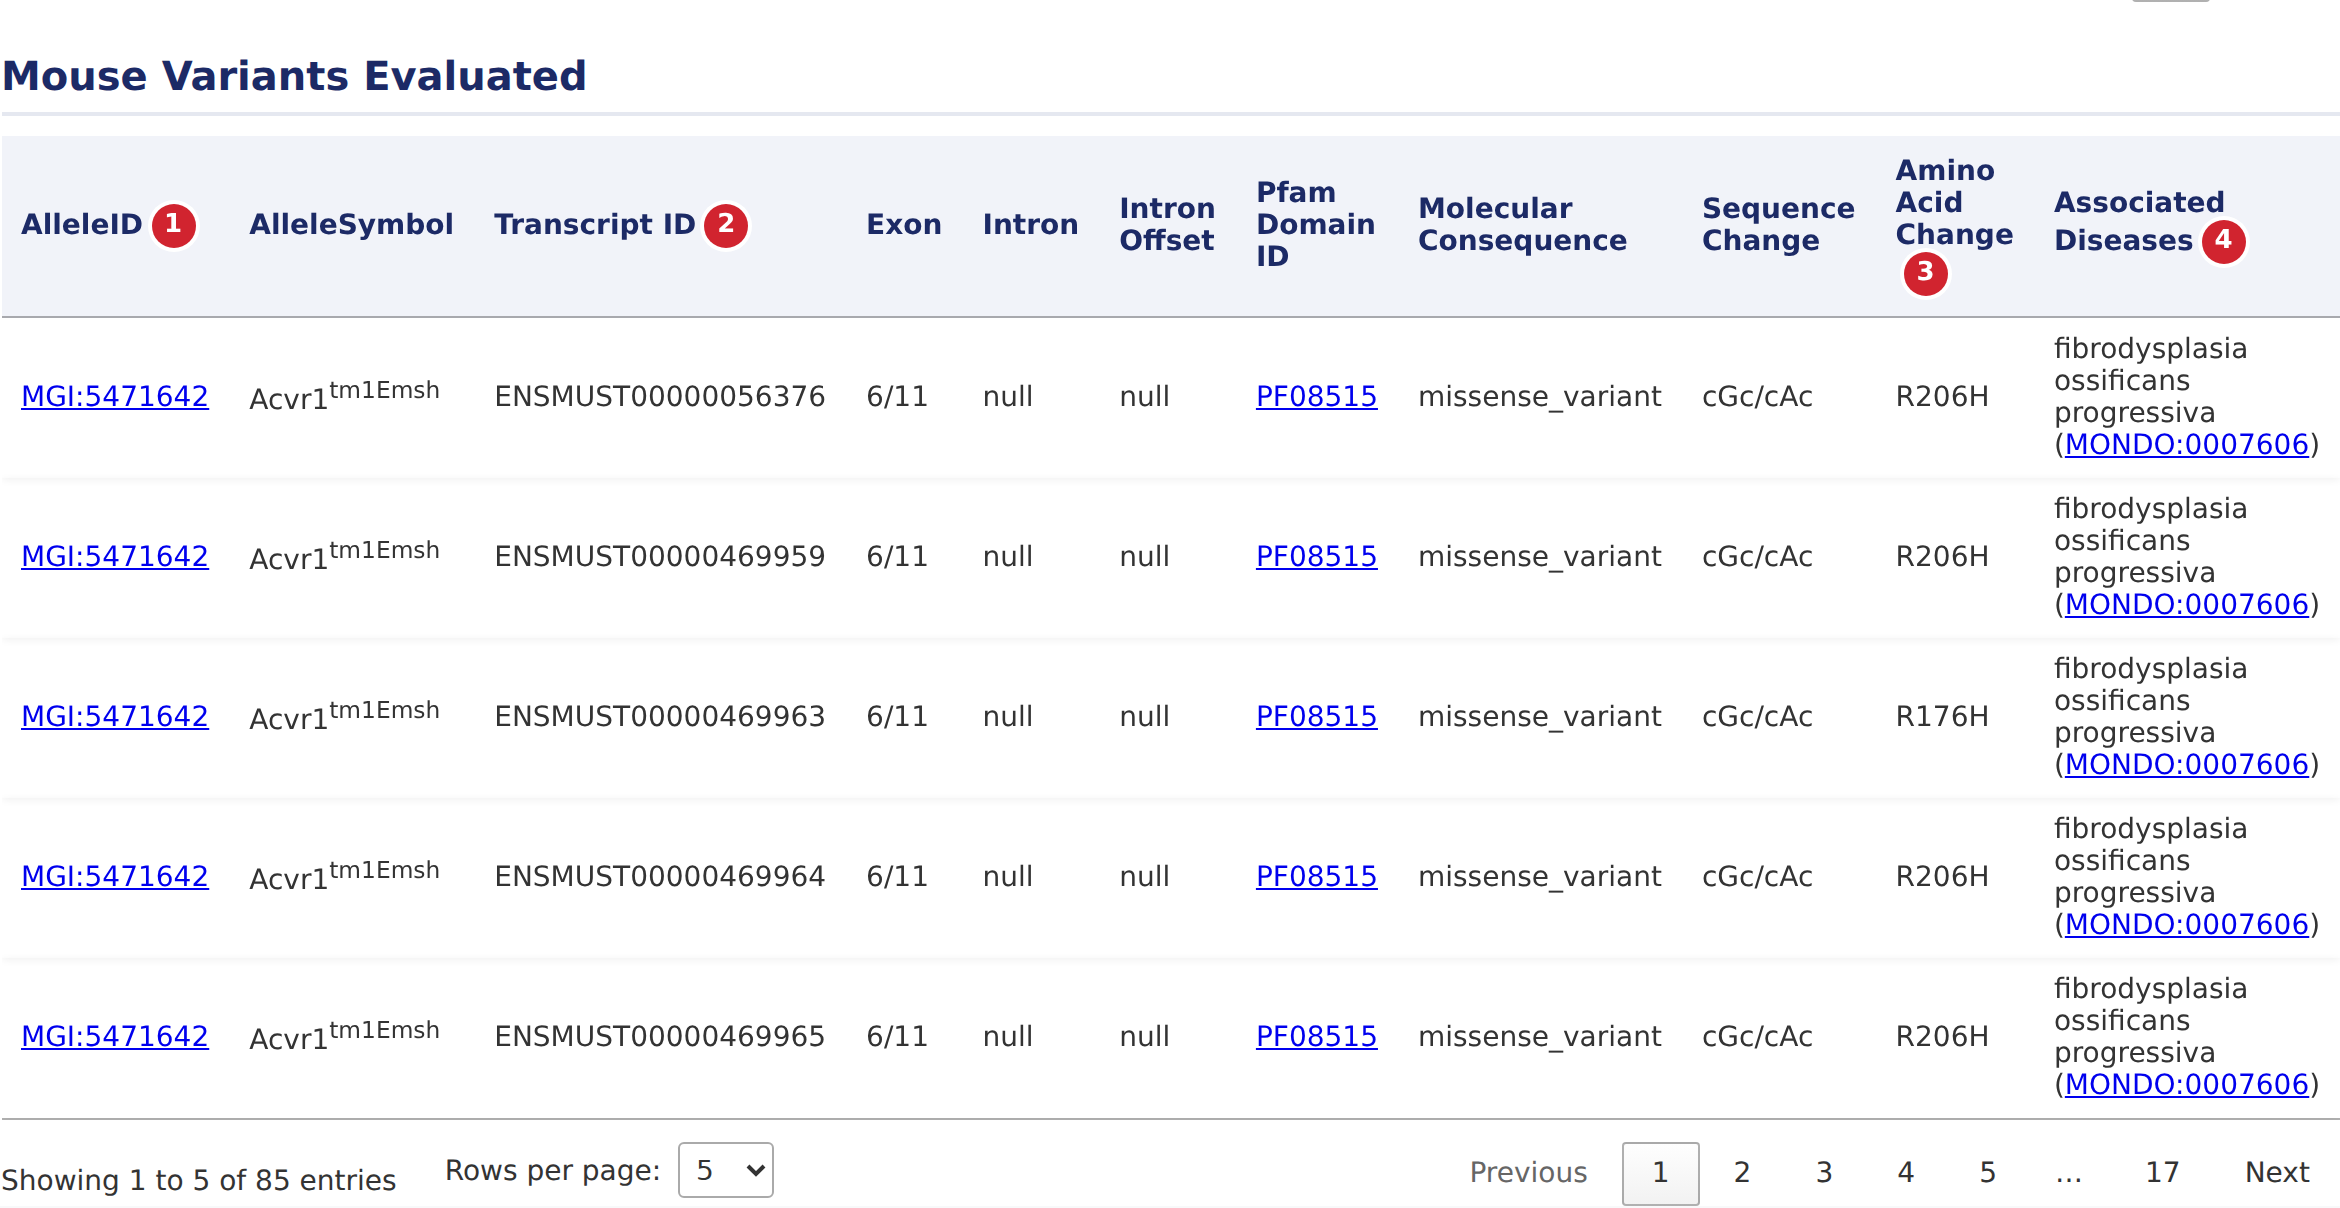 Mouse Variants Evaluated
AlleleID 1 AlleleSymbol Transcript ID 2 Exon Intron Intron Offset Pfam Domain ID Molecular Consequence Sequence Change Amino Acid Change 3 Associated Diseases 4
MGI:5471642 Acvr1tm1Emsh ENSMUST00000056376 6/11 null null PF08515 missense_variant cGc/cAc R206H fibrodysplasia ossificans progressiva (MONDO:0007606)
MGI:5471642 Acvr1tm1Emsh ENSMUST00000469959 6/11 null null PF08515 missense_variant cGc/cAc R206H fibrodysplasia ossificans progressiva (MONDO:0007606)
MGI:5471642 Acvr1tm1Emsh ENSMUST00000469963 6/11 null null PF08515 missense_variant cGc/cAc R176H fibrodysplasia ossificans progressiva (MONDO:0007606)
MGI:5471642 Acvr1tm1Emsh ENSMUST00000469964 6/11 null null PF08515 missense_variant cGc/cAc R206H fibrodysplasia ossificans progressiva (MONDO:0007606)
MGI:5471642 Acvr1tm1Emsh ENSMUST00000469965 6/11 null null PF08515 missense_variant cGc/cAc R206H fibrodysplasia ossificans progressiva (MONDO:0007606)
Showing 1 to 5 of 85 entries Rows per page: 5 Previous 1 2 3 4 5 ... 17 Next